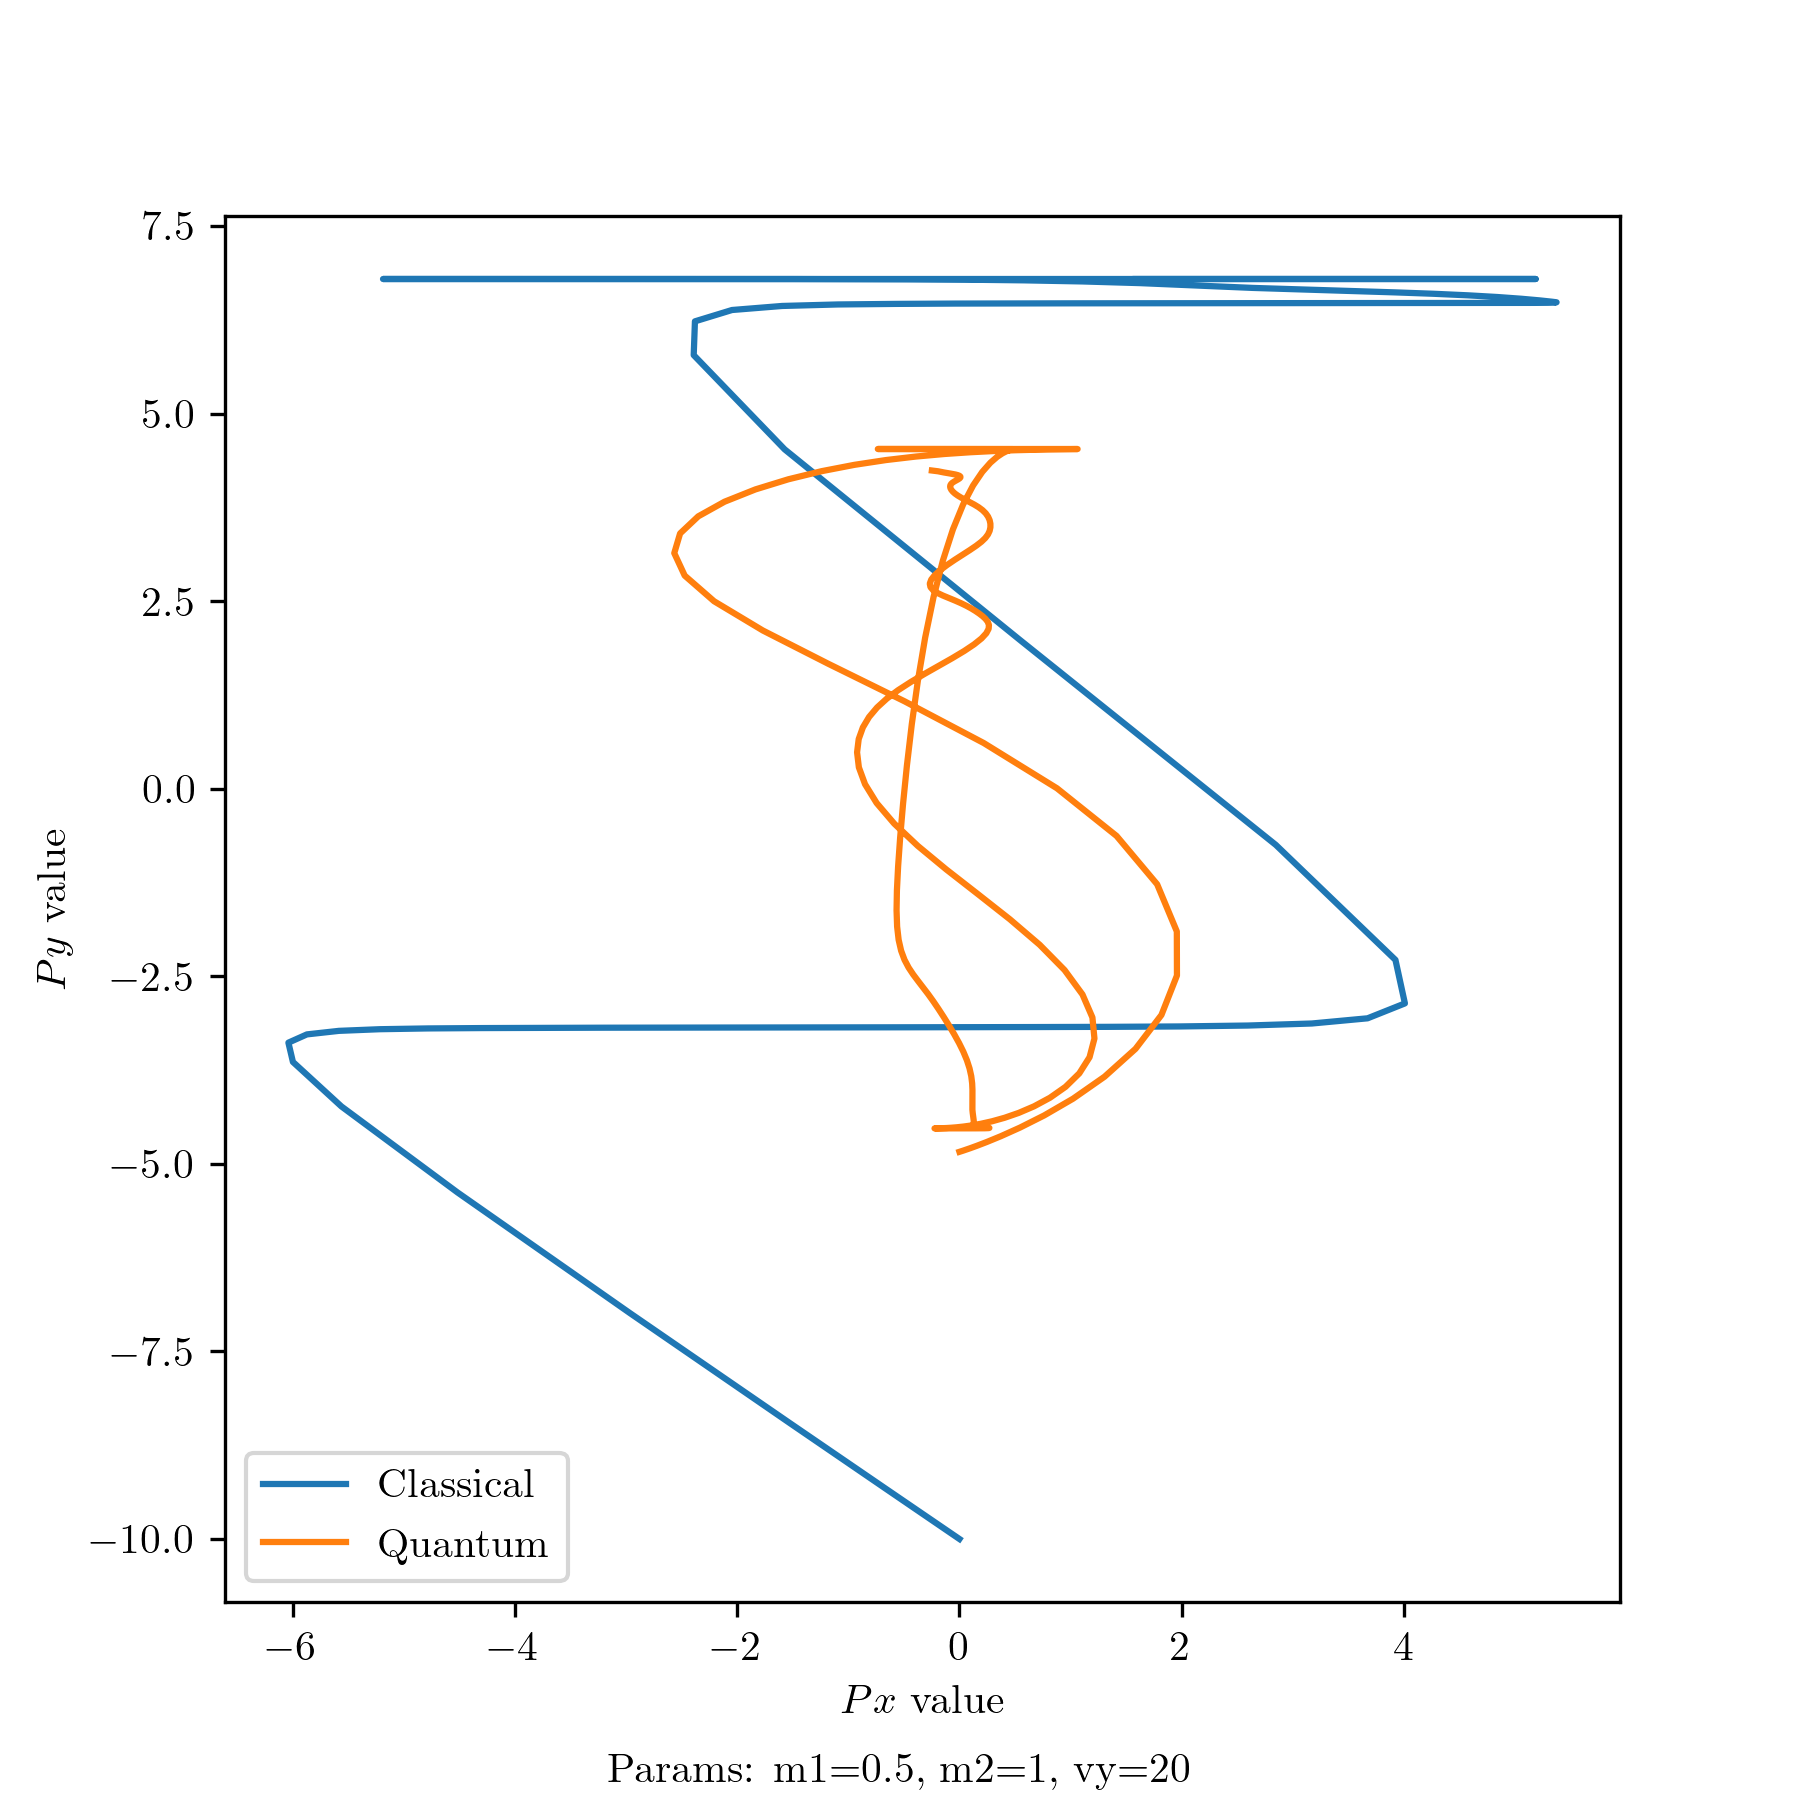 7.5
5.0
2.5
0.0
−2.5
−5.0
−7.5
−10.0
Py value
Classical
Quantum
−6 −4 −2 0 2 4
Px value
Params: m1=0.5, m2=1, vy=20